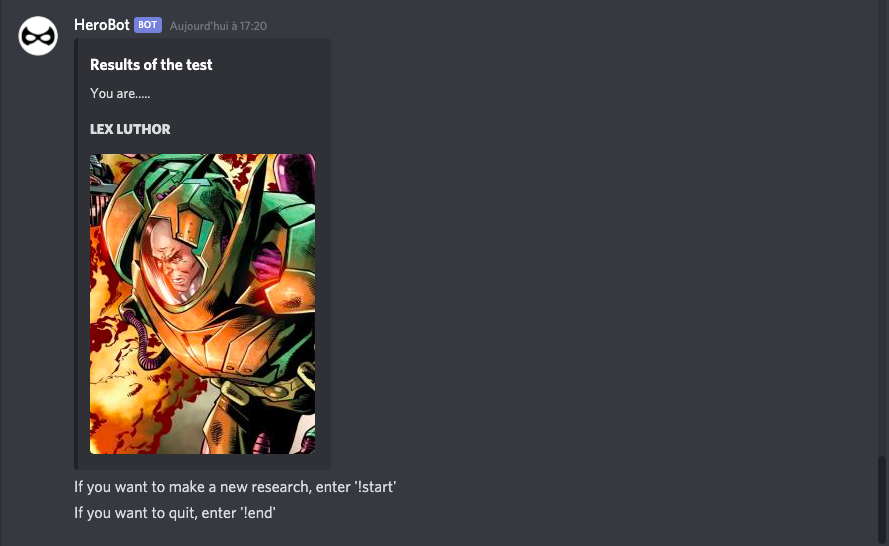 HeroBot BOT Aujourd'hui à 17:20
Results of the test
You are.....
LEX LUTHOR
If you want to make a new research, enter '!start'
If you want to quit, enter '!end'